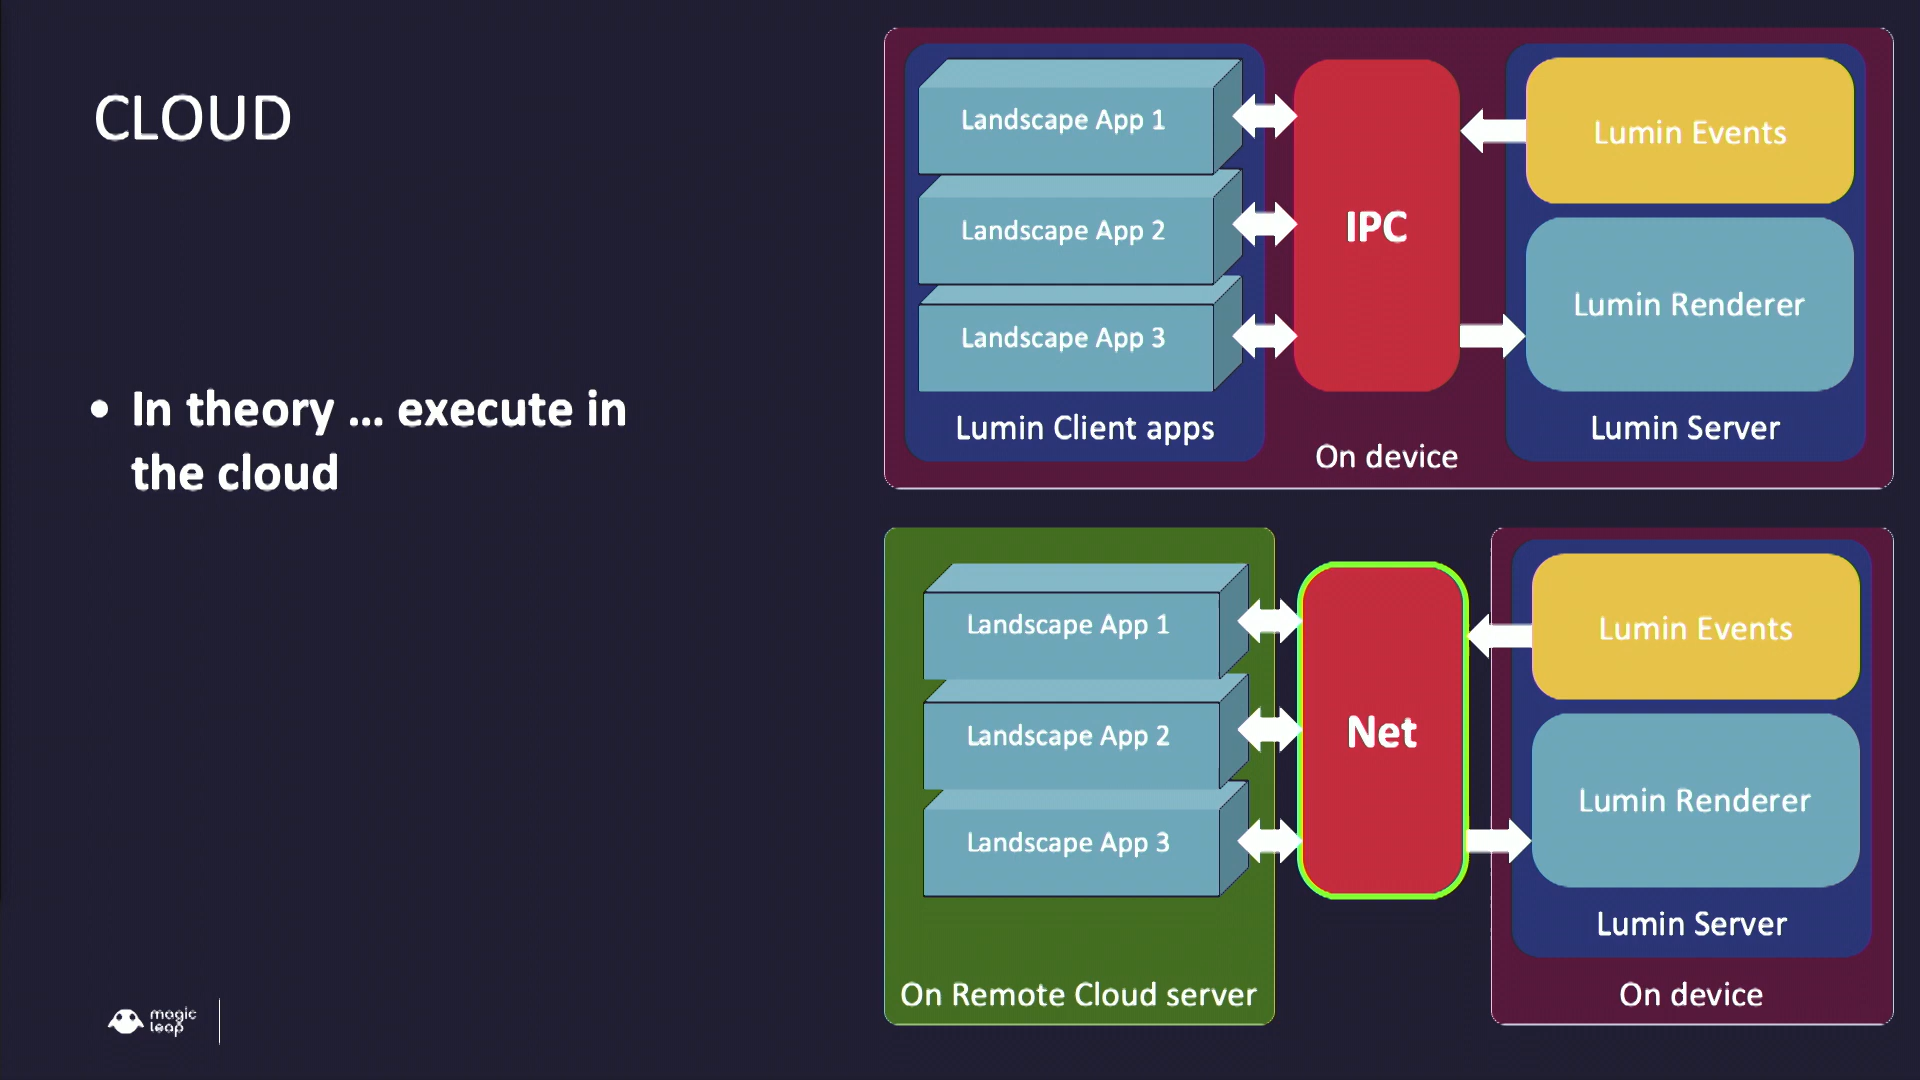 CLOUD
• In theory ... execute in
the cloud
Landscape App 1
Landscape App 2
Landscape App 3
Lumin Client apps
IPC
On device
Lumin Events
Lumin Renderer
Lumin Server
Landscape App 1
Landscape App 2
Landscape App 3
On Remote Cloud server
Net
Lumin Events
Lumin Renderer
Lumin Server
On device
magic
leap